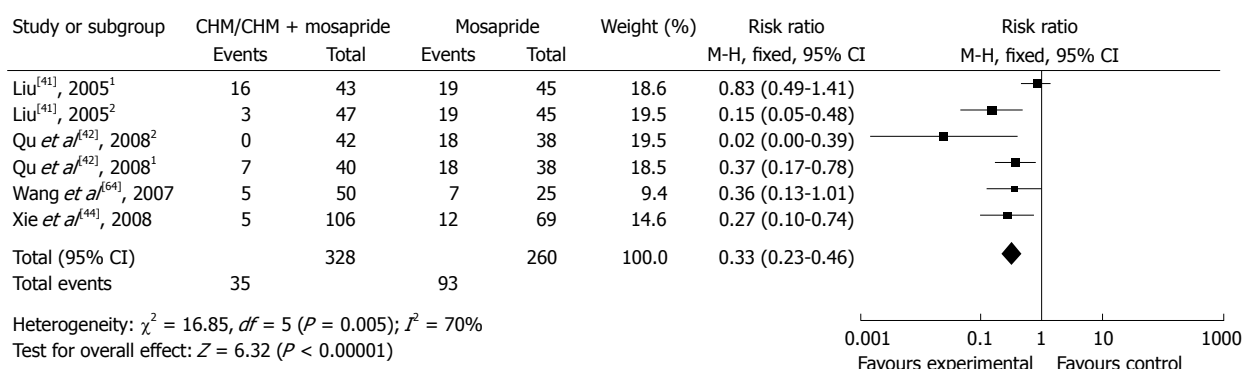 Study or subgroup CHM/CHM + mosapride Mosapride Weight (%) Risk ratio Risk ratio
Events Total Events Total M-H, fixed, 95% CI M-H, fixed, 95% CI
Liu[41], 2005¹ 16 43 19 45 18.6 0.83 (0.49-1.41)
Liu[41], 2005² 3 47 19 45 19.5 0.15 (0.05-0.48)
Qu et al[42], 2008² 0 42 18 38 19.5 0.02 (0.00-0.39)
Qu et al[42], 2008¹ 7 40 18 38 18.5 0.37 (0.17-0.78)
Wang et al[64], 2007 5 50 7 25 9.4 0.36 (0.13-1.01)
Xie et al[44], 2008 5 106 12 69 14.6 0.27 (0.10-0.74)
Total (95% CI) 328 260 100.0 0.33 (0.23-0.46)
Total events 35 93
Heterogeneity: χ² = 16.85, df = 5 (P = 0.005); I² = 70%
Test for overall effect: Z = 6.32 (P < 0.00001)
0.001 0.1 1 10 1000
Favours experimental Favours control